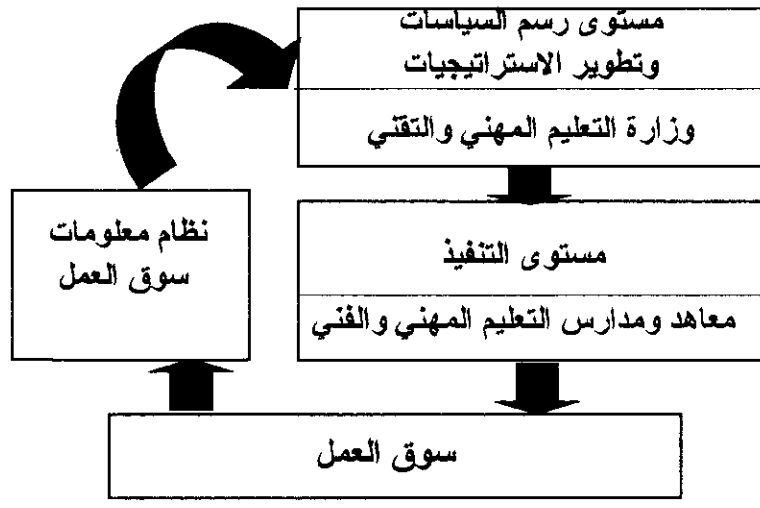 مستوى رسم السياسات
وتطوير الاستراتيجيات
وزارة التعليم المهني والتقني
نظام معلومات
سوق العمل
مستوى التنفيذ
معاهد ومدارس التعليم المهني والفني
سوق العمل